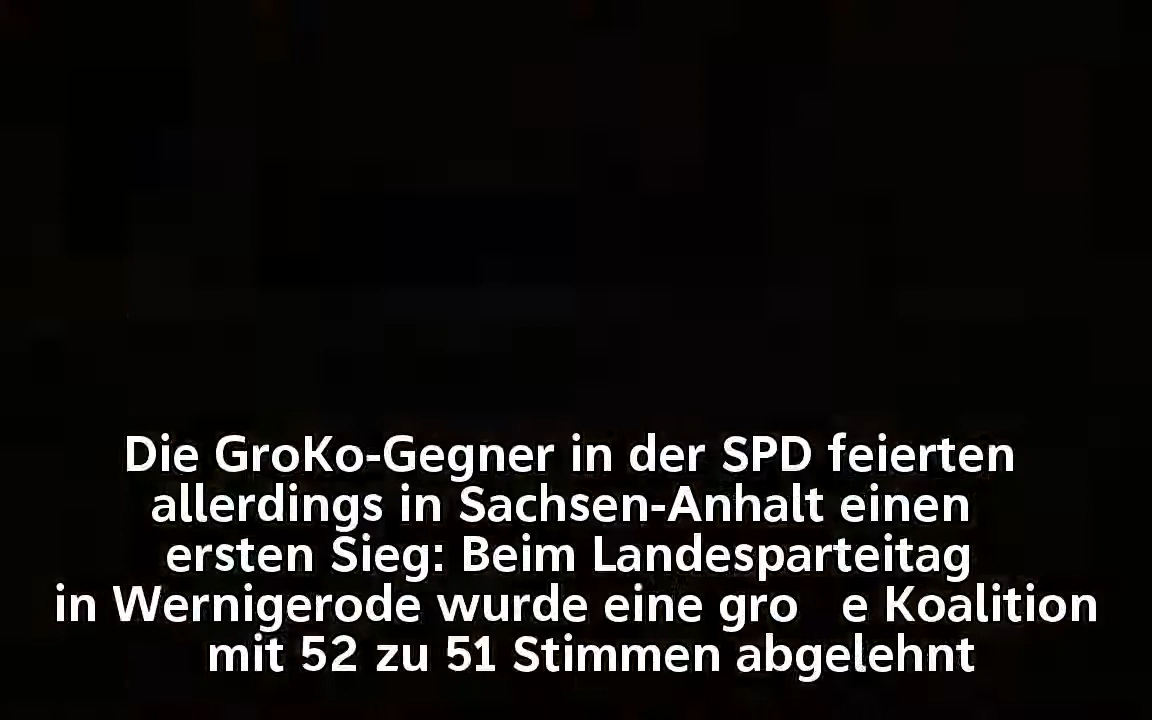 Die GroKo-Gegner in der SPD feierten
allerdings in Sachsen-Anhalt einen
ersten Sieg: Beim Landesparteitag
in Wernigerode wurde eine gro e Koalition
mit 52 zu 51 Stimmen abgelehnt